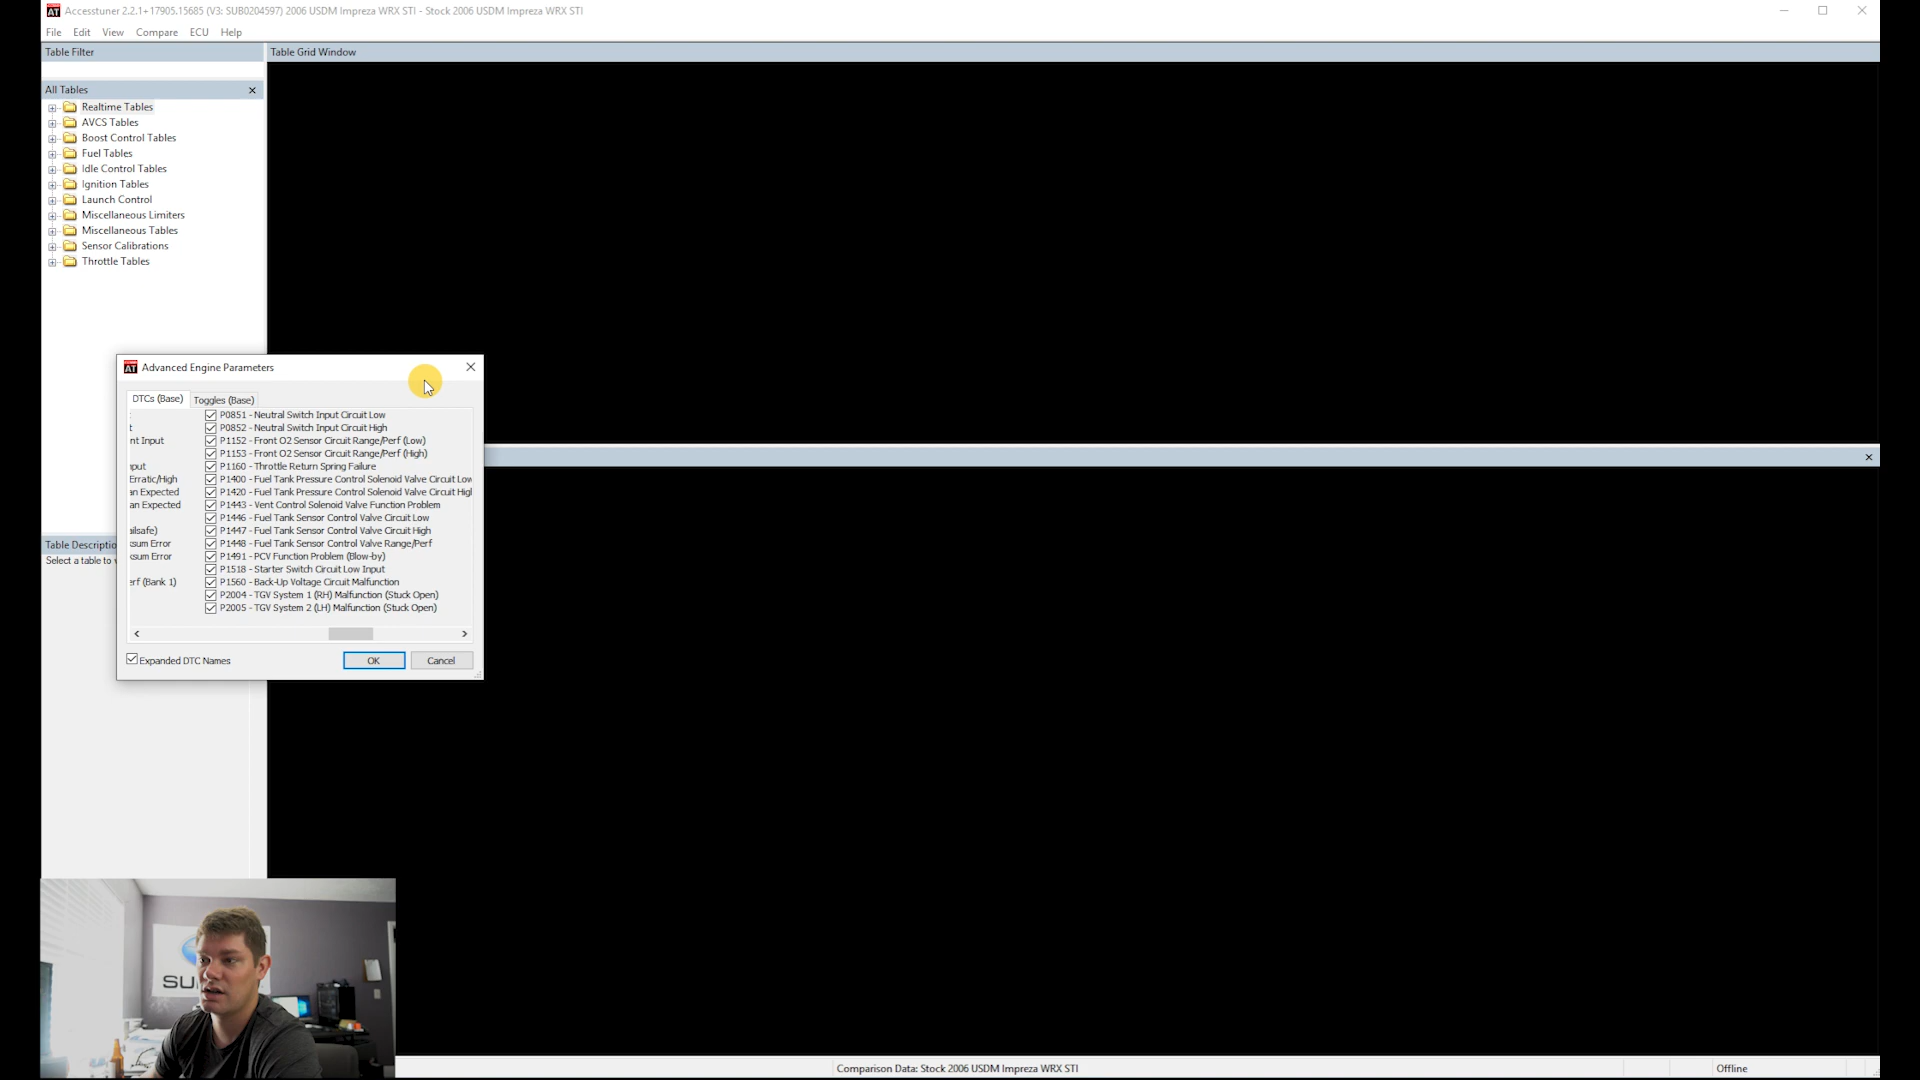 Accesstuner 2.2.1+17905.15685 (V3: SUB0204597) 2006 USDM Impreza WRX STI - Stock 2006 USDM Impreza WRX STI
File Edit View Compare ECU Help
Table Filter
Table Grid Window
All Tables
Realtime Tables
AVCS Tables
Boost Control Tables
Fuel Tables
Idle Control Tables
Ignition Tables
Launch Control
Miscellaneous Limiters
Miscellaneous Tables
Sensor Calibrations
Throttle Tables
Advanced Engine Parameters
DTCs (Base) Toggles (Base)
P0851 - Neutral Switch Input Circuit Low
t P0852 - Neutral Switch Input Circuit High
nt Input P1152 - Front O2 Sensor Circuit Range/Perf (Low)
P1153 - Front O2 Sensor Circuit Range/Perf (High)
put P1160 - Throttle Return Spring Failure
Erratic/High P1400 - Fuel Tank Pressure Control Solenoid Valve Circuit Low
an Expected P1420 - Fuel Tank Pressure Control Solenoid Valve Circuit Higl
an Expected P1443 - Vent Control Solenoid Valve Function Problem
P1446 - Fuel Tank Sensor Control Valve Circuit Low
ailsafe) P1447 - Fuel Tank Sensor Control Valve Circuit High
ksum Error P1448 - Fuel Tank Sensor Control Valve Range/Perf
ksum Error P1491 - PCV Function Problem (Blow-by)
P1518 - Starter Switch Circuit Low Input
erf (Bank 1) P1560 - Back-Up Voltage Circuit Malfunction
P2004 - TGV System 1 (RH) Malfunction (Stuck Open)
P2005 - TGV System 2 (LH) Malfunction (Stuck Open)
Expanded DTC Names OK Cancel
Table Descriptio
Select a table to v
SU
Comparison Data: Stock 2006 USDM Impreza WRX STI
Offline